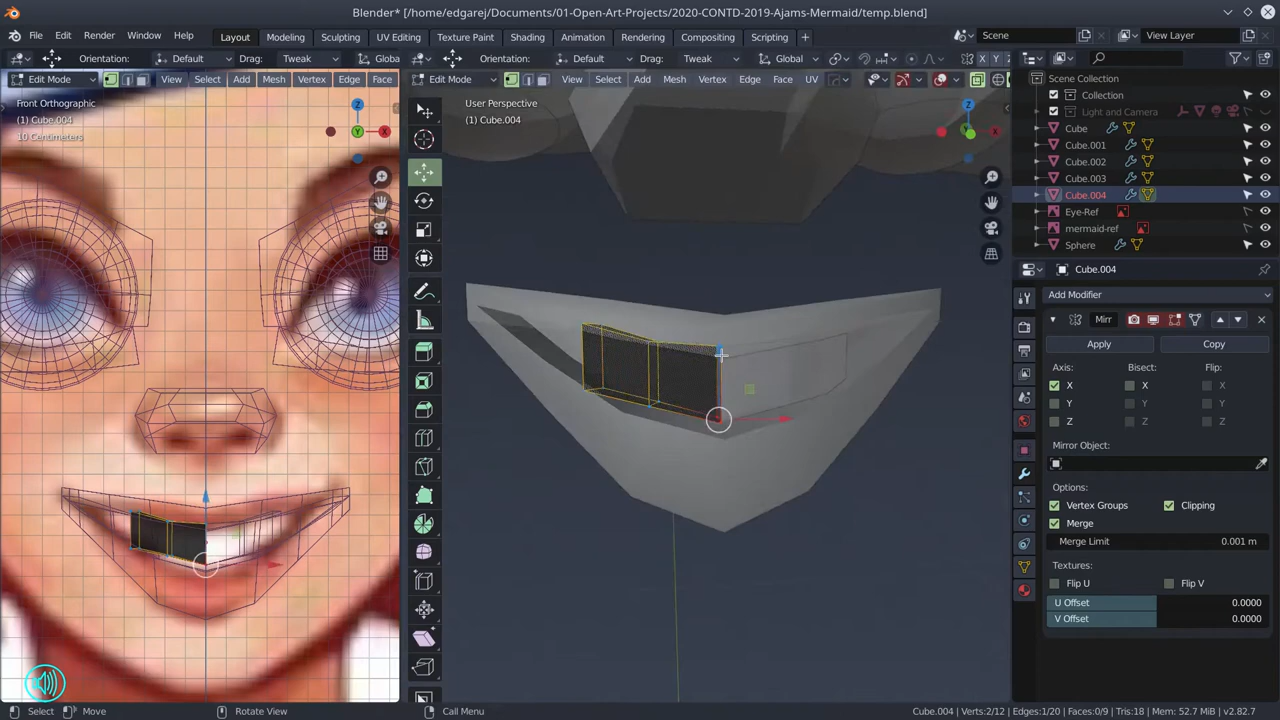 Blender* [/home/edgarej/Documents/01-Open-Art-Projects/2020-CONTD-2019-Ajams-Mermaid/temp.blend]
File Edit Render Window Help Layout Modeling Sculpting UV Editing Texture Paint Shading Animation Rendering Compositing Scripting + Scene View Layer
Orientation: Default Drag: Tweak Globa Orientation: Default Drag: Tweak Global X Y
Edit Mode View Select Add Mesh Vertex Edge Face Edit Mode View Select Add Mesh Vertex Edge Face UV
Scene Collection
Collection
Light and Camera
Cube
Cube.001
Cube.002
Cube.003
Cube.004
Eye-Ref
mermaid-ref
Sphere
Front Orthographic
(1) Cube.004
10 Centimeters
Z
Y
X
User Perspective
(1) Cube.004
Z
X
Cube.004
Add Modifier
Mirr
Apply Copy
Axis: Bisect: Flip:
X X X
Y Y Y
Z Z Z
Mirror Object:
Options:
Vertex Groups Clipping
Merge
Merge Limit 0.001 m
Textures:
Flip U Flip V
U Offset 0.0000
V Offset 0.0000
Select Move Rotate View Call Menu Cube.004 | Verts:2/12 | Edges:1/20 | Faces:0/9 | Tris:18 | Mem: 52.7 MiB | v2.82.7